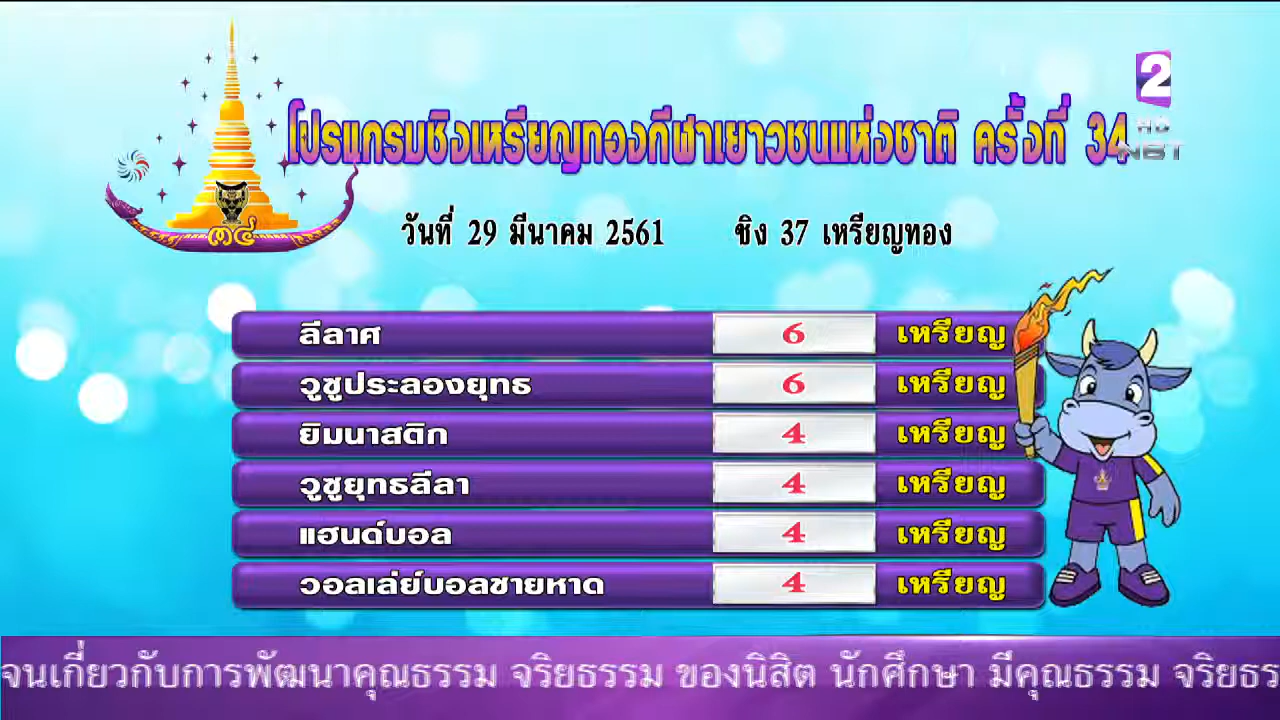 โปรแกรมชิงเหรียญทองกีฬาเยาวชนแห่งชาติ ครั้งที่ 34
2
HD
NBT
๓๔
วันที่ 29 มีนาคม 2561 ชิง 37 เหรียญทอง
ลีลาศ 6 เหรียญ
วูซูประลองยุทธ 6 เหรียญ
ยิมนาสติก 4 เหรียญ
วูซูยุทธลีลา 4 เหรียญ
แฮนด์บอล 4 เหรียญ
วอลเล่ย์บอลชายหาด 4 เหรียญ
จนเกี่ยวกับการพัฒนาคุณธรรม จริยธรรม ของนิสิต นักศึกษา มีคุณธรรม จริยธร